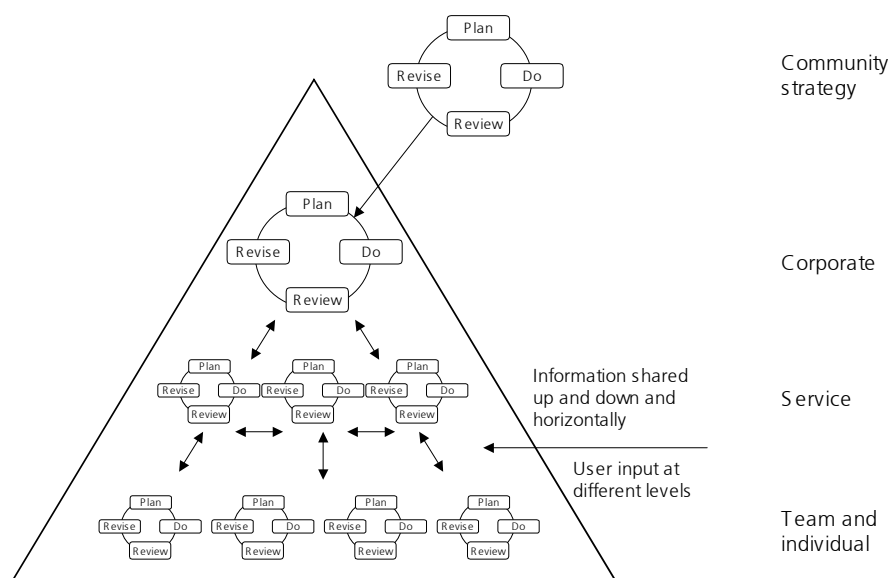 Plan
Revise
Do
Review
Community
strategy
Plan
Revise
Do
Review
Corporate
Plan
Revise
Do
Review
Plan
Revise
Do
Review
Plan
Revise
Do
Review
Information shared
up and down and
horizontally
Service
User input at
different levels
Plan
Revise
Do
Review
Plan
Revise
Do
Review
Plan
Revise
Do
Review
Plan
Revise
Do
Review
Team and
individual